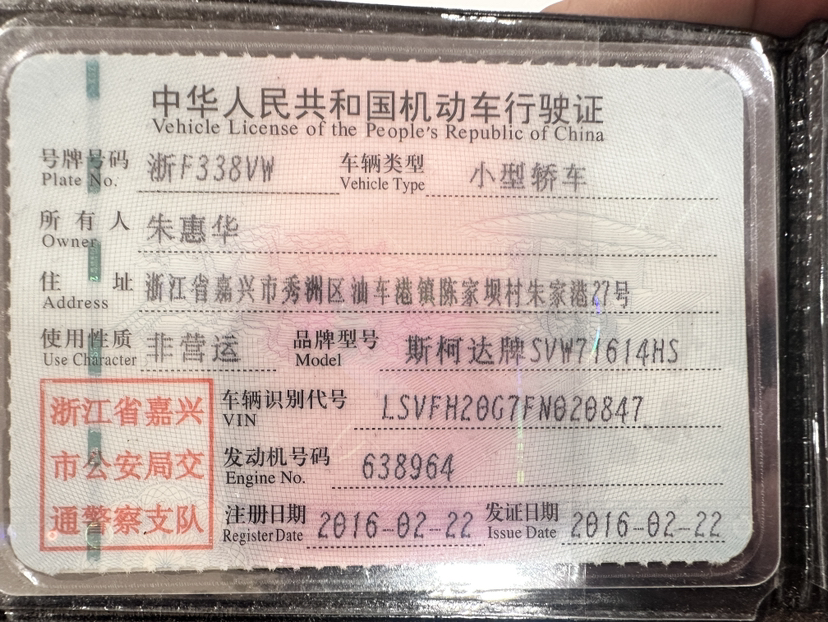 中华人民共和国机动车行驶证
Vehicle License of the People's Republic of China
号牌号码 浙F338VW 车辆类型 小型轿车
Plate No. Vehicle Type
所有人 朱惠华
Owner
住址 浙江省嘉兴市秀洲区油车港镇陈家坝村朱家港27号
Address
使用性质 非营运 品牌型号 斯柯达牌SVW71614HS
Use Character Model
浙江省嘉兴 车辆识别代号 LSVFH20G7FN020847
VIN
市公安局交 发动机号码 638964
Engine No.
通警察支队 注册日期 2016-02-22 发证日期 2016-02-22
Register Date Issue Date